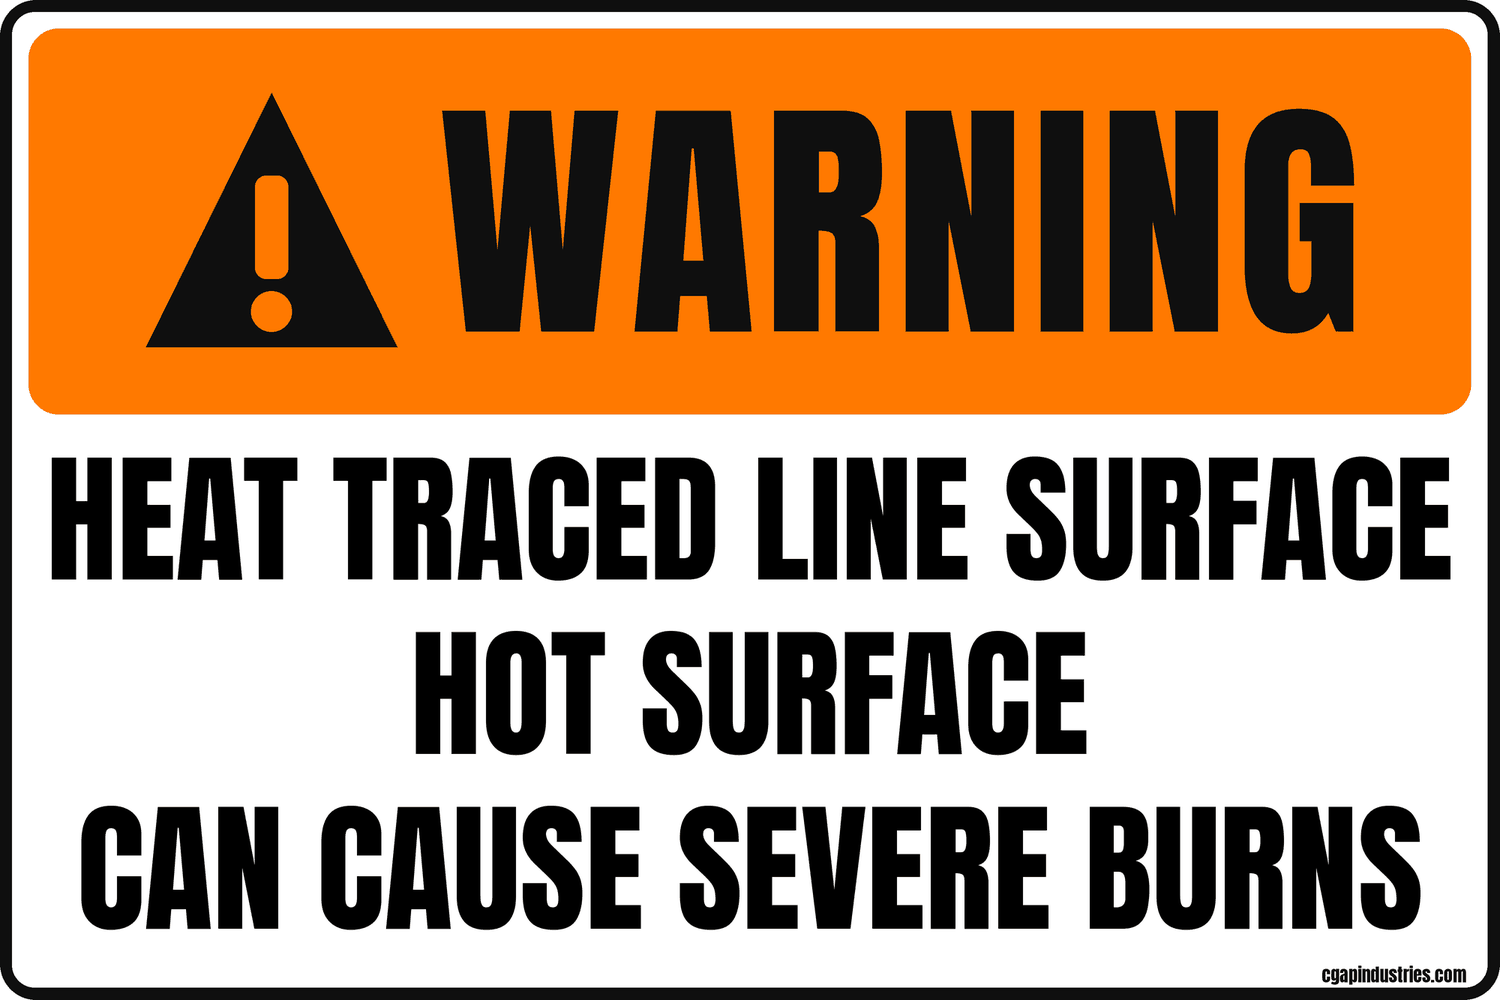 WARNING
HEAT TRACED LINE SURFACE
HOT SURFACE
CAN CAUSE SEVERE BURNS
cgapindustries.com